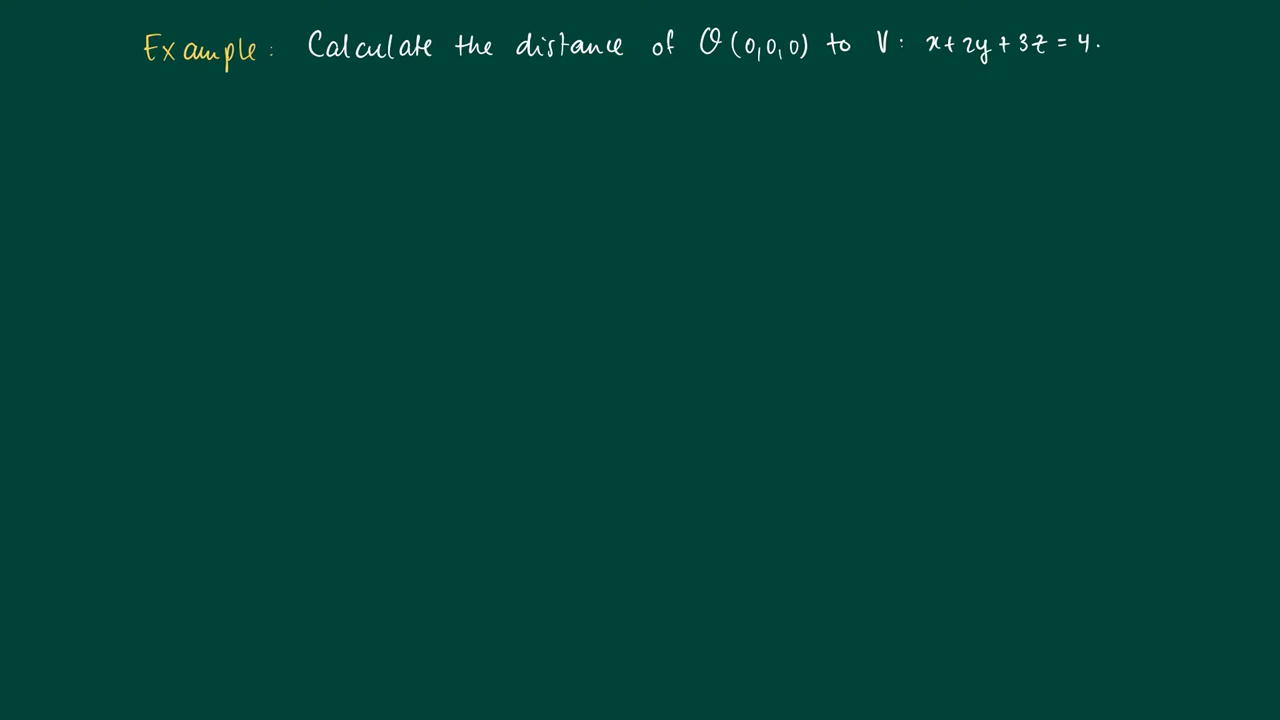 Example: Calculate the distance of O(0,0,0) to V: x+2y+3z=4.